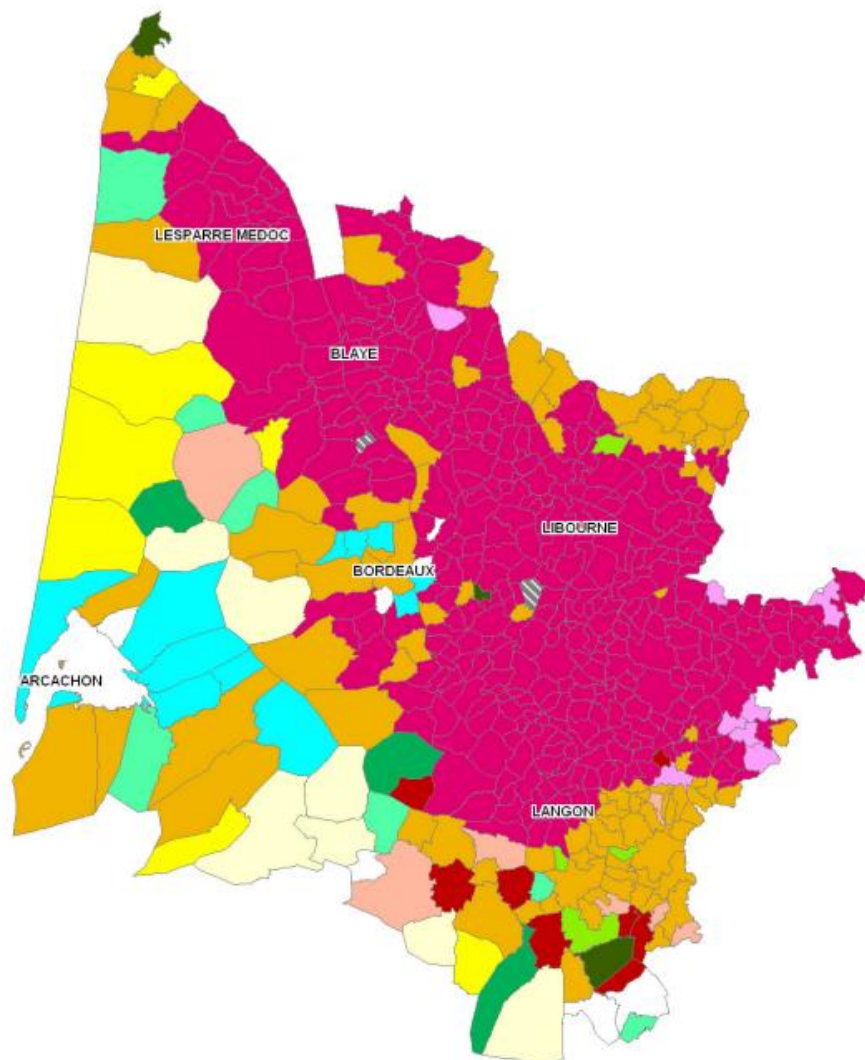 LESPARRE MEDOC
BLAYE
LIBOURNE
BORDEAUX
ARCACHON
LANGON